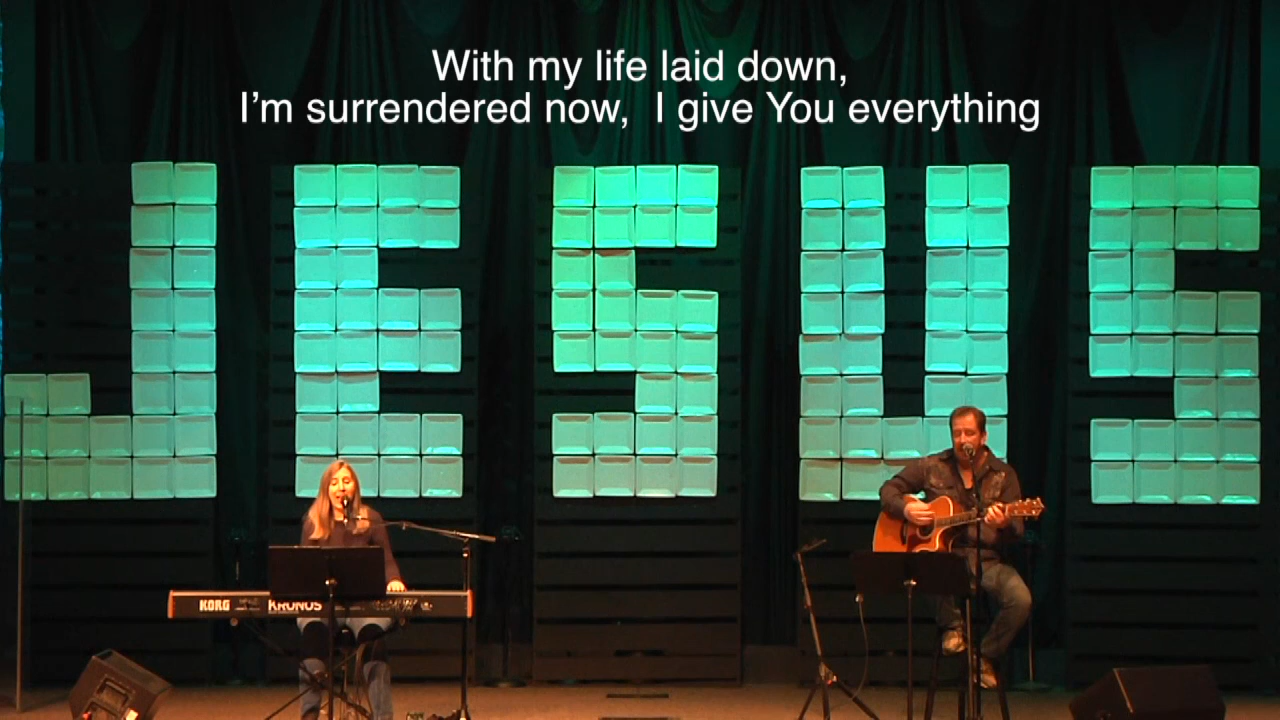 With my life laid down,
I'm surrendered now,  I give You everything
JESUS
KORG KRONOS